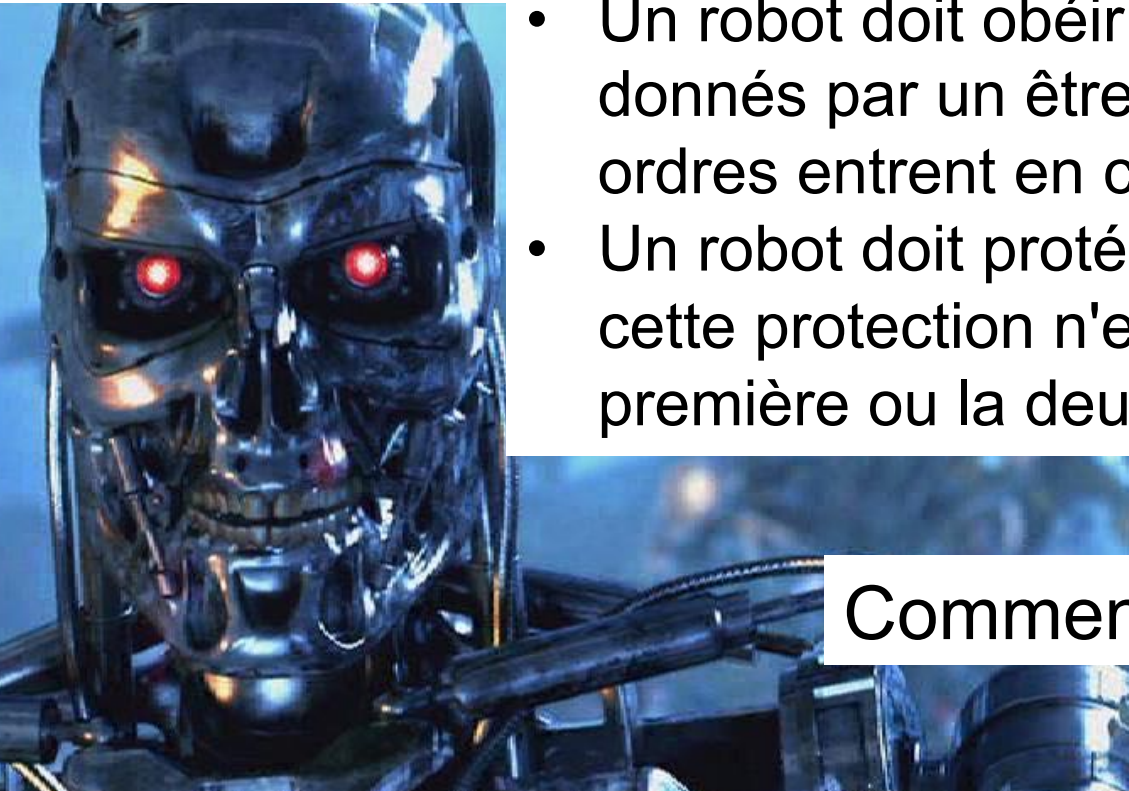 • Un robot doit obéir
donnés par un être
ordres entrent en c
• Un robot doit proté
cette protection n'e
première ou la deu
Commen